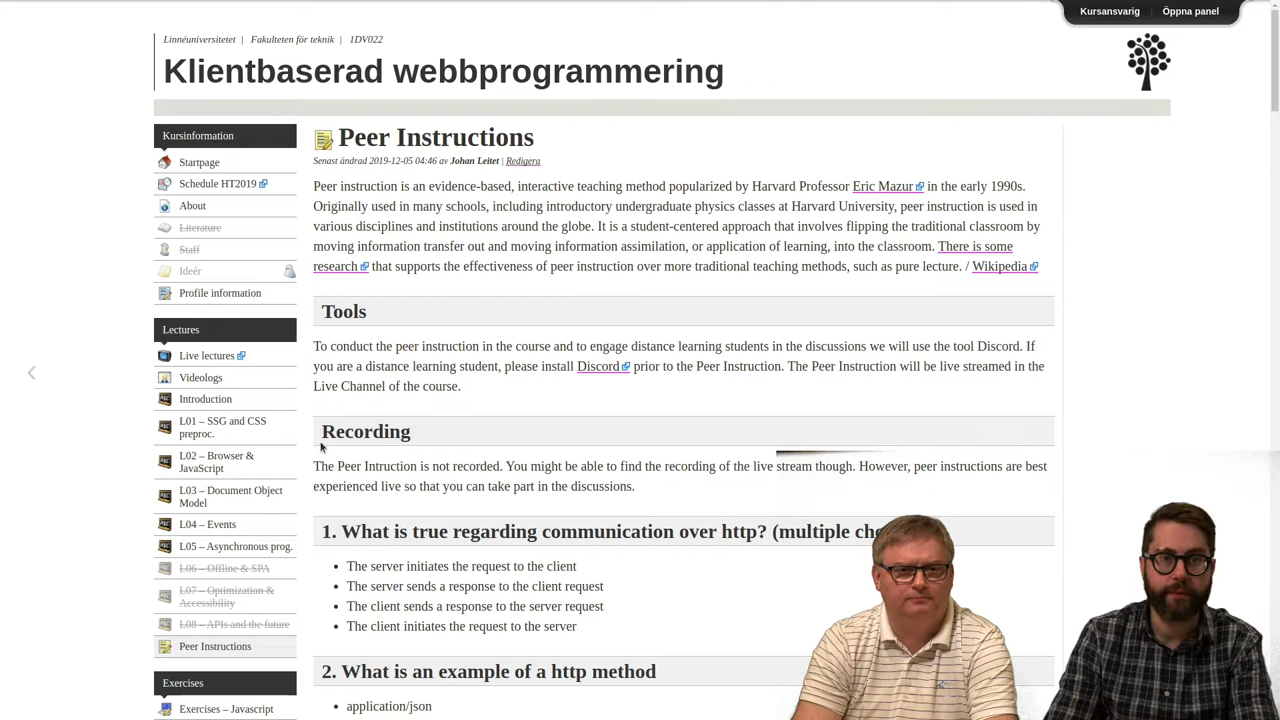 Kursansvarig
Öppna panel
Linnéuniversitetet | Fakulteten för teknik | 1DV022
Klientbaserad webbprogrammering
Kursinformation
Startpage
Schedule HT2019
About
Literature
Staff
Ideér
Profile information
Lectures
Live lectures
Videologs
Introduction
L01 – SSG and CSS
preproc.
L02 – Browser &
JavaScript
L03 – Document Object
Model
L04 – Events
L05 – Asynchronous prog.
L06 – Offline & SPA
L07 – Optimization &
Accessibility
L08 – APIs and the future
Peer Instructions
Exercises
Exercises – Javascript
Peer Instructions
Senast ändrad 2019-12-05 04:46 av Johan Leitet | Redigera
Peer instruction is an evidence-based, interactive teaching method popularized by Harvard Professor Eric Mazur in the early 1990s.
Originally used in many schools, including introductory undergraduate physics classes at Harvard University, peer instruction is used in
various disciplines and institutions around the globe. It is a student-centered approach that involves flipping the traditional classroom by
moving information transfer out and moving information assimilation, or application of learning, into the classroom. There is some
research that supports the effectiveness of peer instruction over more traditional teaching methods, such as pure lecture. / Wikipedia
Tools
To conduct the peer instruction in the course and to engage distance learning students in the discussions we will use the tool Discord. If
you are a distance learning student, please install Discord prior to the Peer Instruction. The Peer Instruction will be live streamed in the
Live Channel of the course.
Recording
The Peer Intruction is not recorded. You might be able to find the recording of the live stream though. However, peer instructions are best
experienced live so that you can take part in the discussions.
1. What is true regarding communication over http? (multiple
• The server initiates the request to the client
• The server sends a response to the client request
• The client sends a response to the server request
• The client initiates the request to the server
2. What is an example of a http method
• application/json